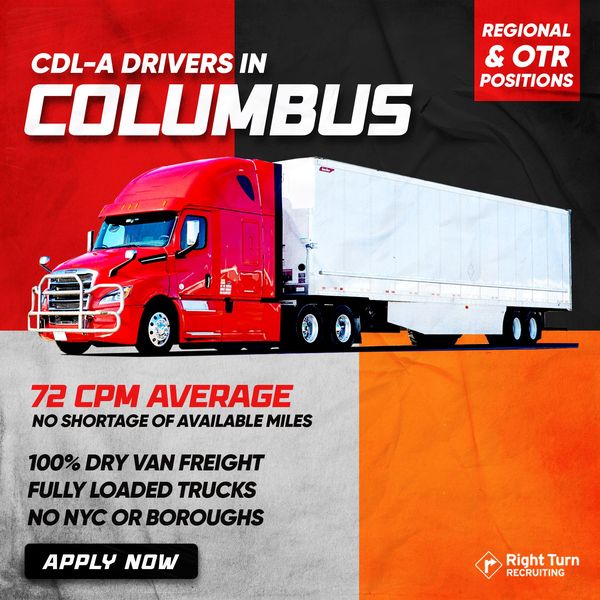 REGIONAL
& OTR
POSITIONS
CDL-A DRIVERS IN
COLUMBUS
72 CPM AVERAGE
NO SHORTAGE OF AVAILABLE MILES
100% DRY VAN FREIGHT
FULLY LOADED TRUCKS
NO NYC OR BOROUGHS
APPLY NOW
Right Turn
RECRUITING